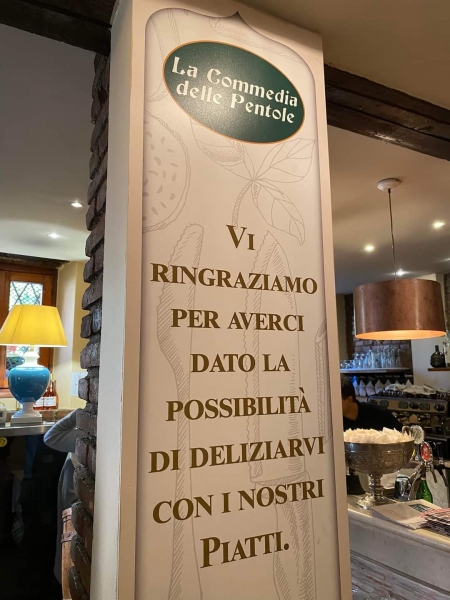 La Commedia
delle Pentole
Vi
ringraziamo
per averci
dato la
possibilità
di deliziarvi
con i nostri
Piatti.